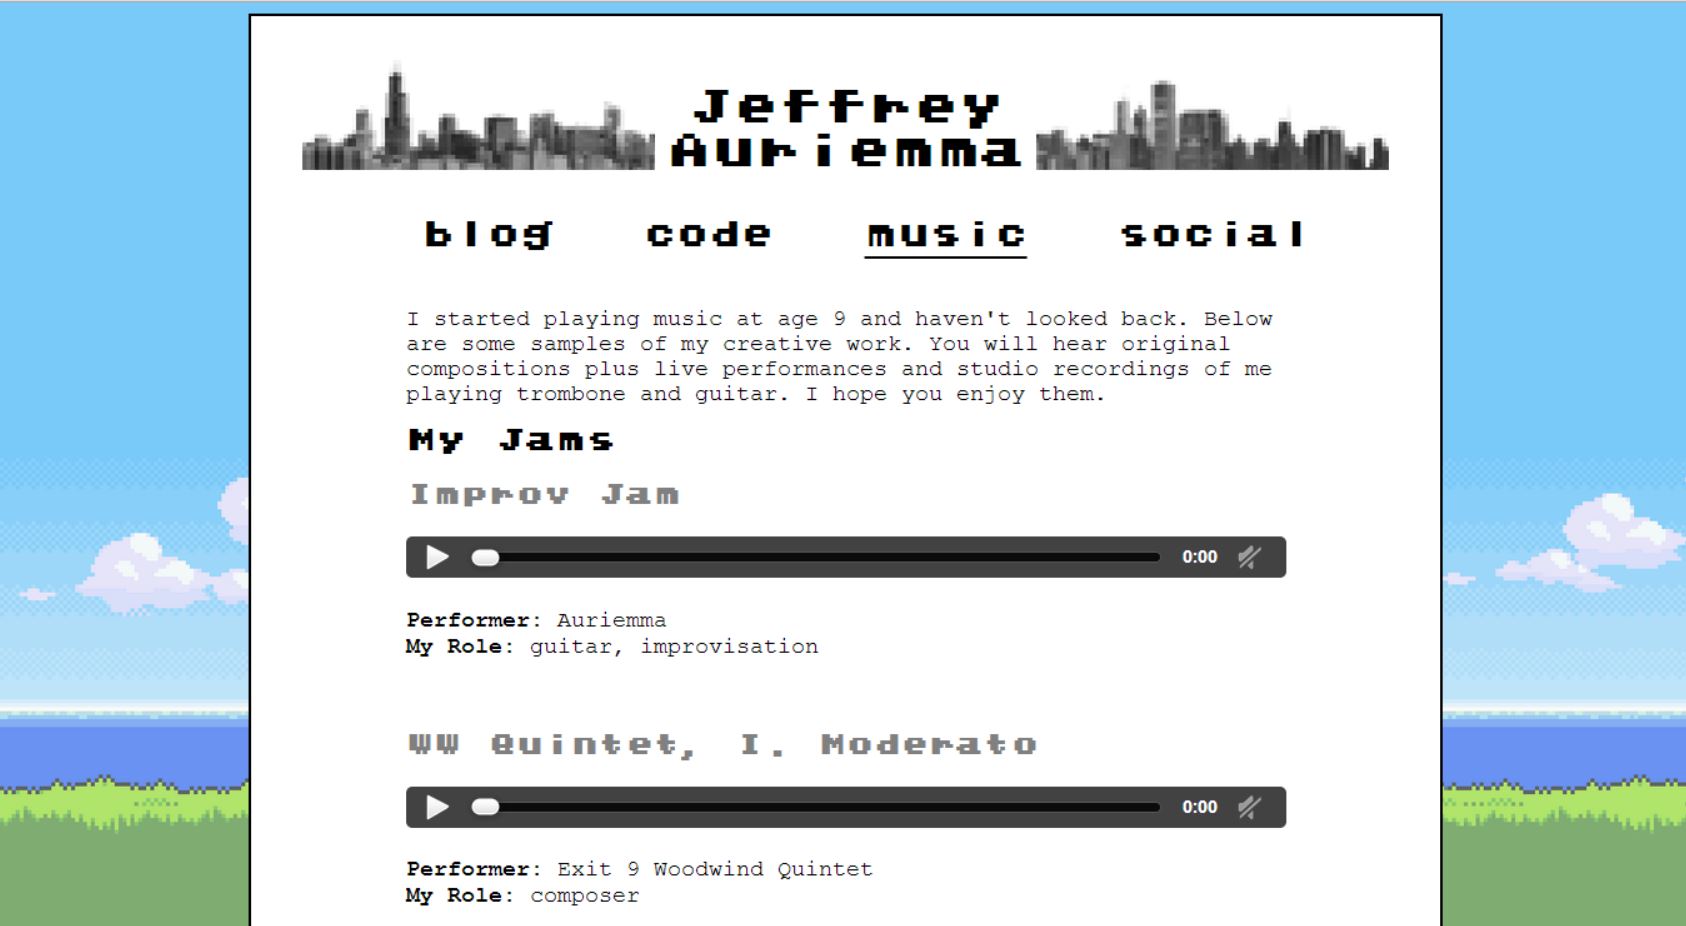 Jeffrey
Auriemma
blog code music social
I started playing music at age 9 and haven't looked back. Below
are some samples of my creative work. You will hear original
compositions plus live performances and studio recordings of me
playing trombone and guitar. I hope you enjoy them.
My Jams
Improv Jam
0:00
Performer: Auriemma
My Role: guitar, improvisation
WW Quintet, I. Moderato
0:00
Performer: Exit 9 Woodwind Quintet
My Role: composer